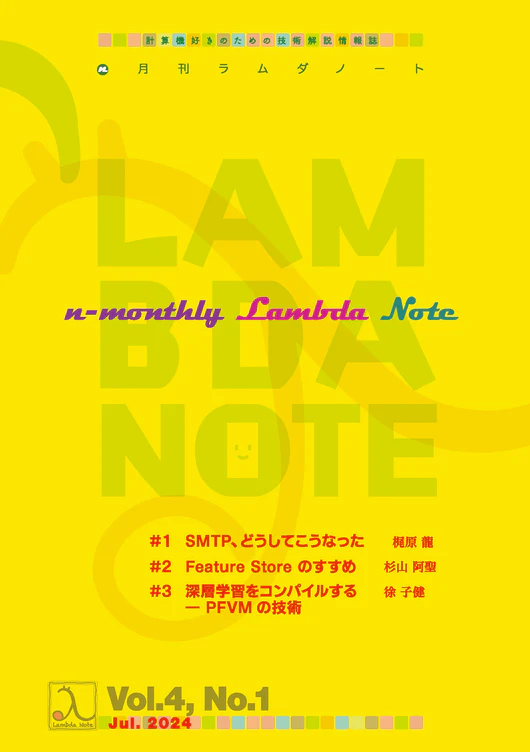 計算機好きのための技術解説情報誌
n 月刊ラムダノート
LAM
BDA
NOTE
n-monthly Lambda Note
#1 SMTP、どうしてこうなった 梶原 龍
#2 Feature Store のすすめ 杉山 阿聖
#3 深層学習をコンパイルする 徐 子健
— PFVM の技術
Lambda Note
Vol.4, No.1
Jul. 2024